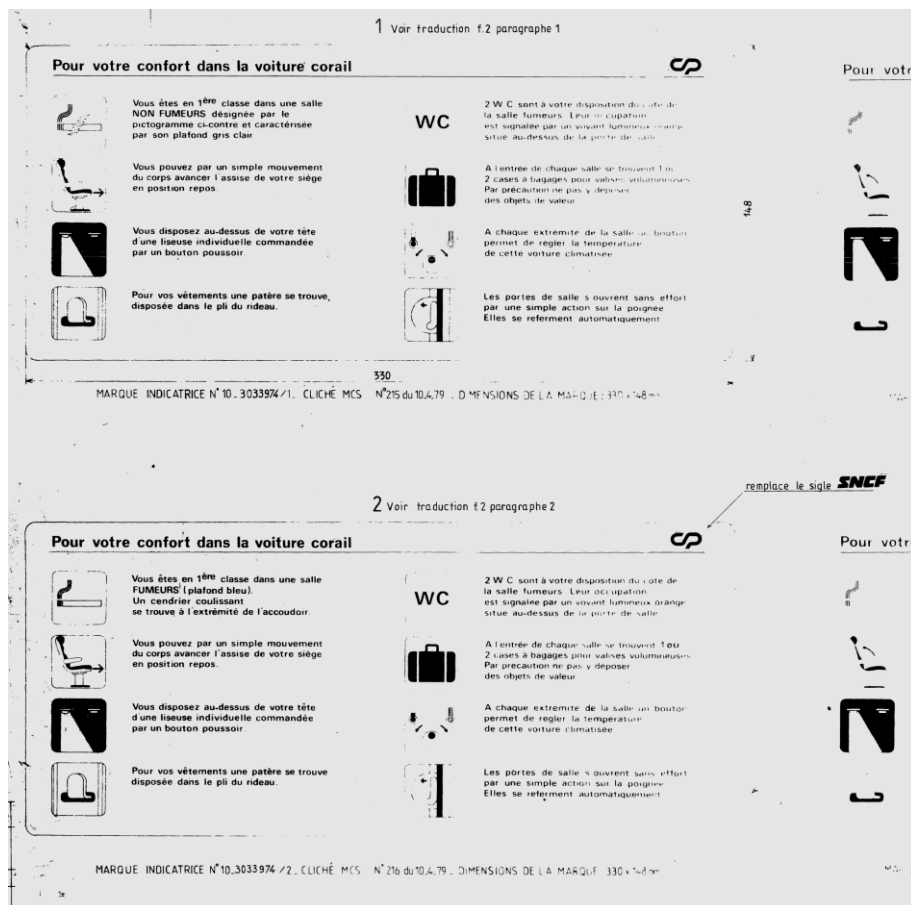 1 Voir traduction f.2 paragraphe 1
Pour votre confort dans la voiture corail
CP
Pour votr
Vous êtes en 1ère classe dans une salle
NON FUMEURS désignée par le
pictogramme ci-contre et caractérisée
par son plafond gris clair
WC
2 W C sont à votre disposition du cote de
la salle fumeurs Leur occupation
est signalée par un voyant lumineux orange
situe au-dessus de la porte de salle
Vous pouvez par un simple mouvement
du corps avancer l'assise de votre siège
en position repos.
A l entrée de chaque salle se trouvent 1 ou
2 cases à bagages pour valises volumineuses
Par précaution ne pas y déposer
des objets de valeur
148
Vous disposez au-dessus de votre tête
d'une liseuse individuelle commandée
par un bouton poussoir
A chaque extremite de la salle un bouton
permet de régler la température
de cette voiture climatisée
Pour vos vêtements une patère se trouve,
disposée dans le pli du rideau.
Les portes de salle s ouvrent sans effort
par une simple action sur la poignée
Elles se referment automatiquement
330
MARQUE INDICATRICE N° 10_3033974/1_ CLICHÉ MCS N°215 du 10.4.79 _ DIMENSIONS DE LA MARQUE : 330 x 148 mm
remplace le sigle SNCF
2 Voir traduction f.2 paragraphe 2
Pour votre confort dans la voiture corail
CP
Pour votr
Vous êtes en 1ère classe dans une salle
FUMEURS (plafond bleu).
Un cendrier coulissant
se trouve à l'extrémité de l'accoudoir.
WC
2 W C sont à votre disposition du cote de
la salle fumeurs Leur occupation
est signalée par un voyant lumineux orange
situe au-dessus de la porte de salle
Vous pouvez par un simple mouvement
du corps avancer l'assise de votre siège
en position repos.
A l entrée de chaque salle se trouvent 1 ou
2 cases à bagages pour valises volumineuses
Par precaution ne pas y déposer
des objets de valeur
Vous disposez au-dessus de votre tête
d une liseuse individuelle commandée
par un bouton poussoir
A chaque extremite de la salle un bouton
permet de regler la température
de cette voiture climatisée
Pour vos vêtements une patère se trouve
disposée dans le pli du rideau.
Les portes de salle s ouvrent sans effort
par une simple action sur la poignee
Elles se referment automatiquement
MARQUE INDICATRICE N° 10_3033974 /2_ CLICHÉ MCS N° 216 du 10.4.79 _ DIMENSIONS DE LA MARQUE 330 x 148 mm